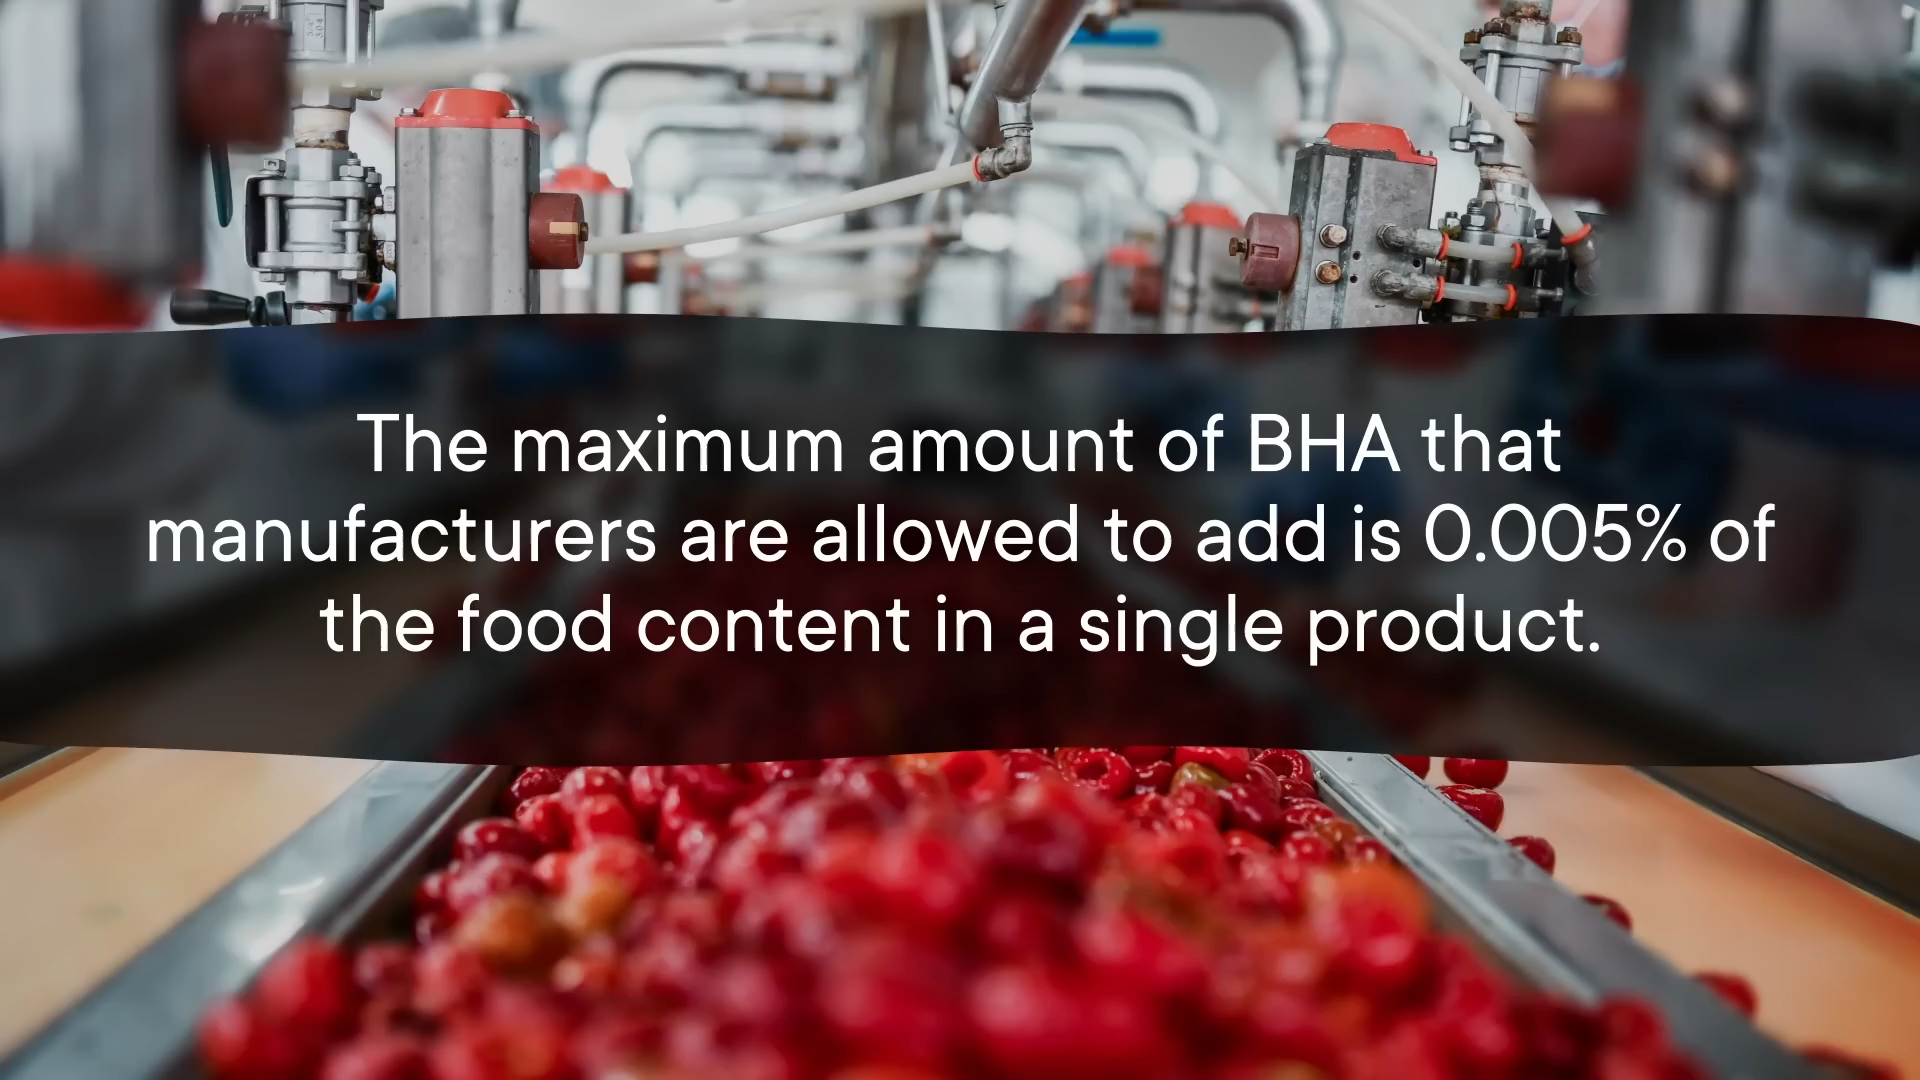 The maximum amount of BHA that
manufacturers are allowed to add is 0.005% of
the food content in a single product.